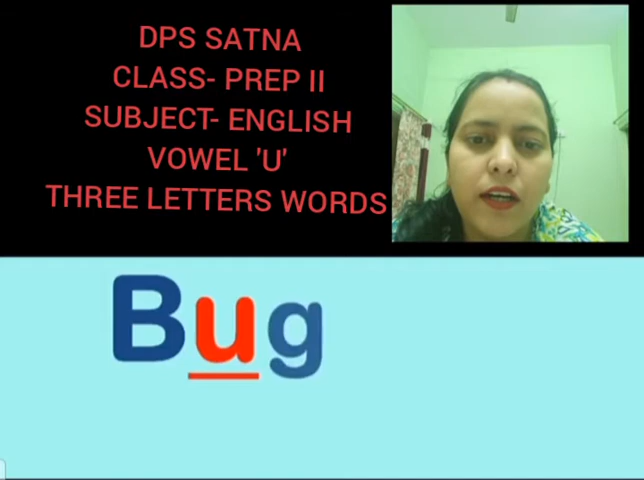 DPS SATNA
CLASS- PREP II
SUBJECT- ENGLISH
VOWEL 'U'
THREE LETTERS WORDS
Bug